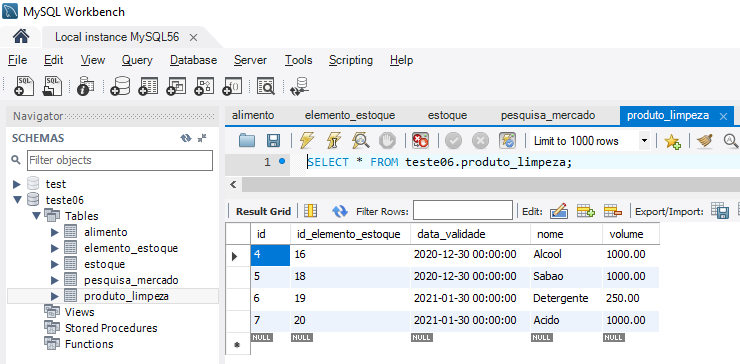 MySQL Workbench
Local instance MySQL56
File Edit View Query Database Server Tools Scripting Help
Navigator
SCHEMAS
Filter objects
test
teste06
Tables
alimento
elemento_estoque
estoque
pesquisa_mercado
produto_limpeza
Views
Stored Procedures
Functions
alimento elemento_estoque estoque pesquisa_mercado produto_limpeza
Limit to 1000 rows
1 SELECT * FROM teste06.produto_limpeza;
Result Grid Filter Rows: Edit: Export/Import:
id id_elemento_estoque data_validade nome volume
4 16 2020-12-30 00:00:00 Alcool 1000.00
5 18 2020-12-30 00:00:00 Sabao 1000.00
6 19 2021-01-30 00:00:00 Detergente 250.00
7 20 2021-01-30 00:00:00 Acido 1000.00
NULL NULL NULL NULL NULL